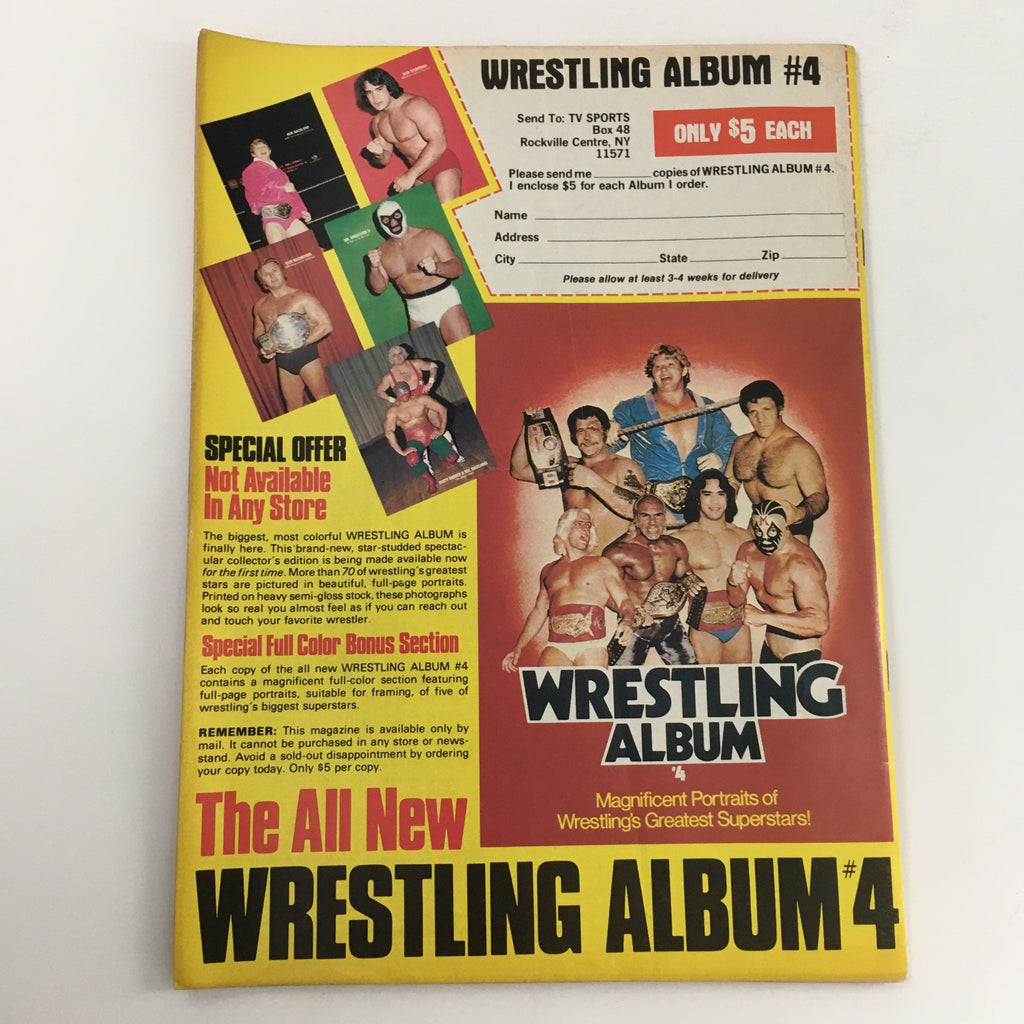 WRESTLING ALBUM #4
Send To: TV SPORTS
Box 48
Rockville Centre, NY
11571
ONLY $5 EACH
Please send me ______ copies of WRESTLING ALBUM #4.
I enclose $5 for each Album I order.
Name
Address
City State Zip
Please allow at least 3-4 weeks for delivery
SPECIAL OFFER
Not Available
In Any Store
The biggest, most colorful WRESTLING ALBUM is
finally here. This brand-new, star-studded spectac-
ular collector's edition is being made available now
for the first time. More than 70 of wrestling's greatest
stars are pictured in beautiful, full-page portraits.
Printed on heavy semi-gloss stock, these photographs
look so real you almost feel as if you can reach out
and touch your favorite wrestler.
Special Full Color Bonus Section
Each copy of the all new WRESTLING ALBUM #4
contains a magnificent full-color section featuring
full-page portraits, suitable for framing, of five of
wrestling's biggest superstars.
REMEMBER: This magazine is available only by
mail. It cannot be purchased in any store or news-
stand. Avoid a sold-out disappointment by ordering
your copy today. Only $5 per copy.
WRESTLING
ALBUM
#4
Magnificent Portraits of
Wrestling's Greatest Superstars!
The All New
WRESTLING ALBUM #4